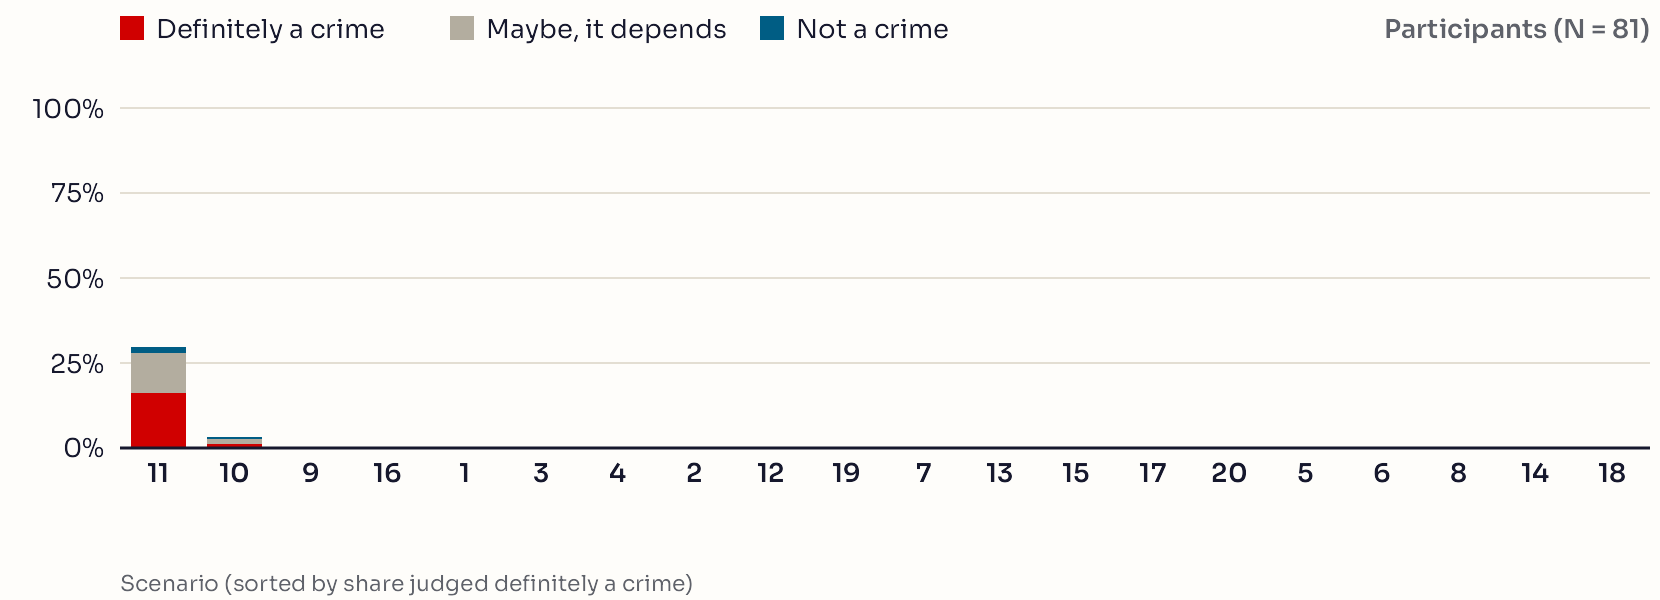 Definitely a crime Maybe, it depends Not a crime Participants (N = 81)
100%
75%
50%
25%
0%
11 10 9 16 1 3 4 2 12 19 7 13 15 17 20 5 6 8 14 18
Scenario (sorted by share judged definitely a crime)